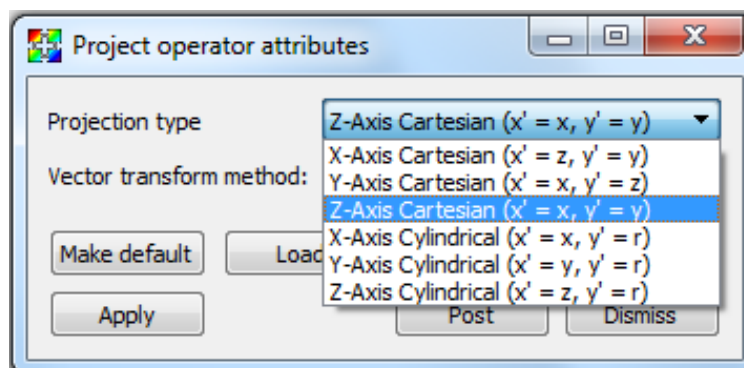 Project operator attributes
Projection type
Z-Axis Cartesian (x' = x, y' = y)
X-Axis Cartesian (x' = z, y' = y)
Vector transform method:
Y-Axis Cartesian (x' = x, y' = z)
Z-Axis Cartesian (x' = x, y' = y)
X-Axis Cylindrical (x' = x, y' = r)
Make default
Load
Y-Axis Cylindrical (x' = y, y' = r)
Z-Axis Cylindrical (x' = z, y' = r)
Apply
Post
Dismiss